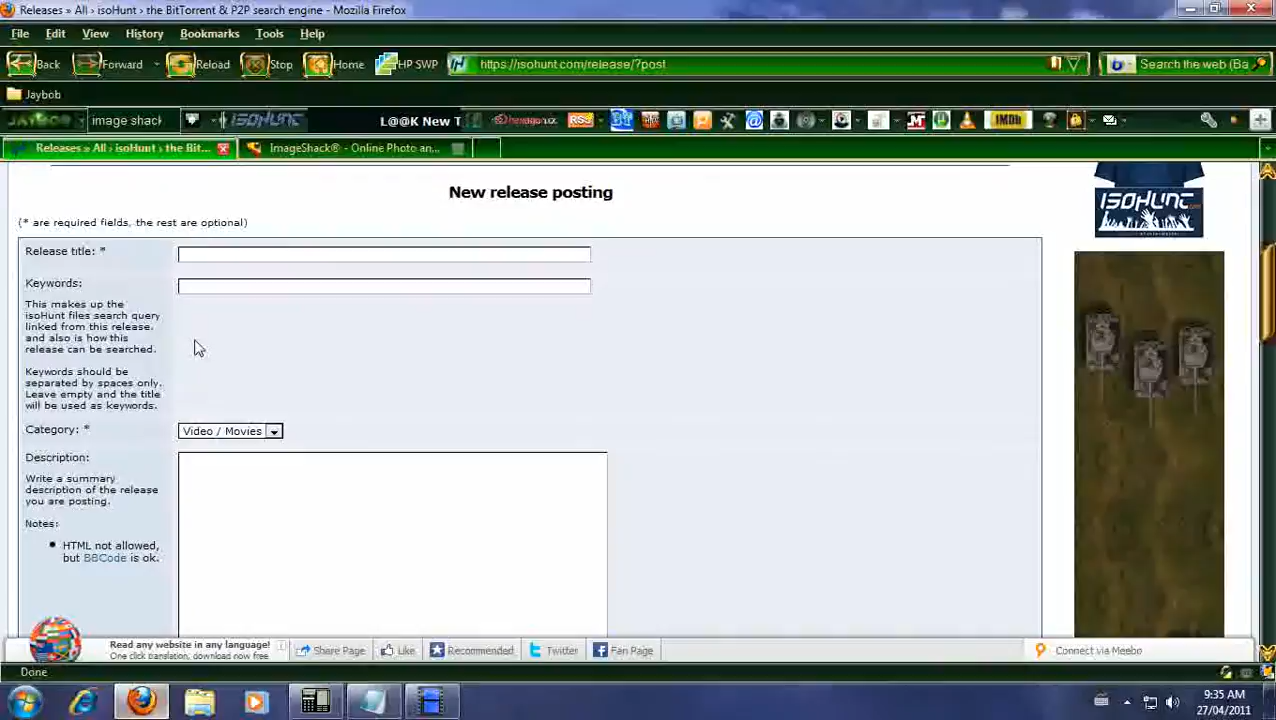 Releases » All › isoHunt › the BitTorrent & P2P search engine - Mozilla Firefox
File Edit View History Bookmarks Tools Help
Back Forward Reload Stop Home HP SWP https://isohunt.com/release/?post Search the web (Ba
Jaybob
JAYBOB image shack ISOHUNT L@@K New T RSS IMDb
Releases » All › isoHunt › the Bit... ImageShack® - Online Photo an...
New release posting
ISOHUNT.com
(* are required fields, the rest are optional)
Release title: *
Keywords:
This makes up the
isoHunt files search query
linked from this release.
and also is how this
release can be searched.
Keywords should be
separated by spaces only.
Leave empty and the title
will be used as keywords.
Category: * Video / Movies
Description:
Write a summary
description of the release
you are posting.
Notes:
HTML not allowed,
but BBCode is ok.
Read any website in any language!
One click translation, download now free.
Share Page Like Recommended Twitter Fan Page Connect via Meebo
Done
9:35 AM
27/04/2011